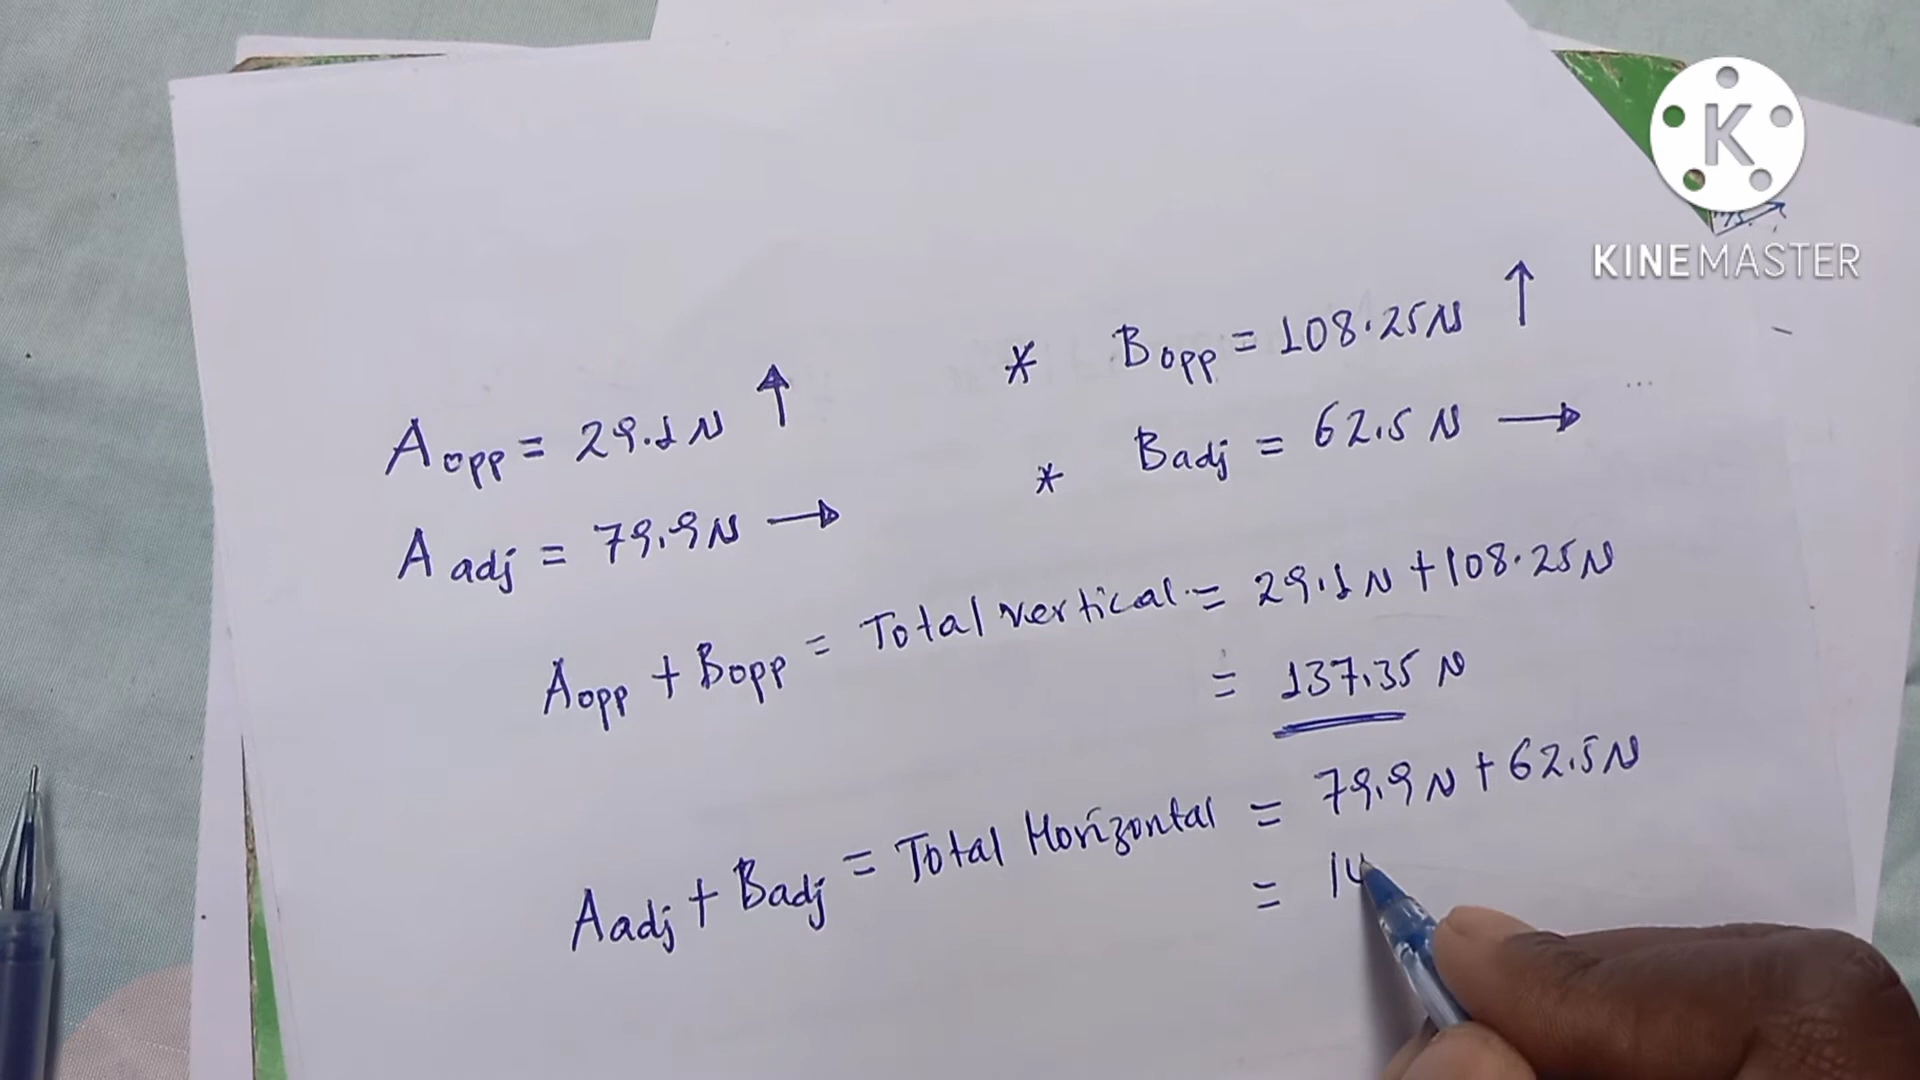 K
KINEMASTER
* Bopp = 108.25N ↑
Aopp = 29.1N ↑
* Badj = 62.5N →
Aadj = 79.9N →
Aopp + Bopp = Total vertical = 29.1N + 108.25N
= 137.35 N
Aadj + Badj = Total Horizontal = 79.9N + 62.5N
= 14